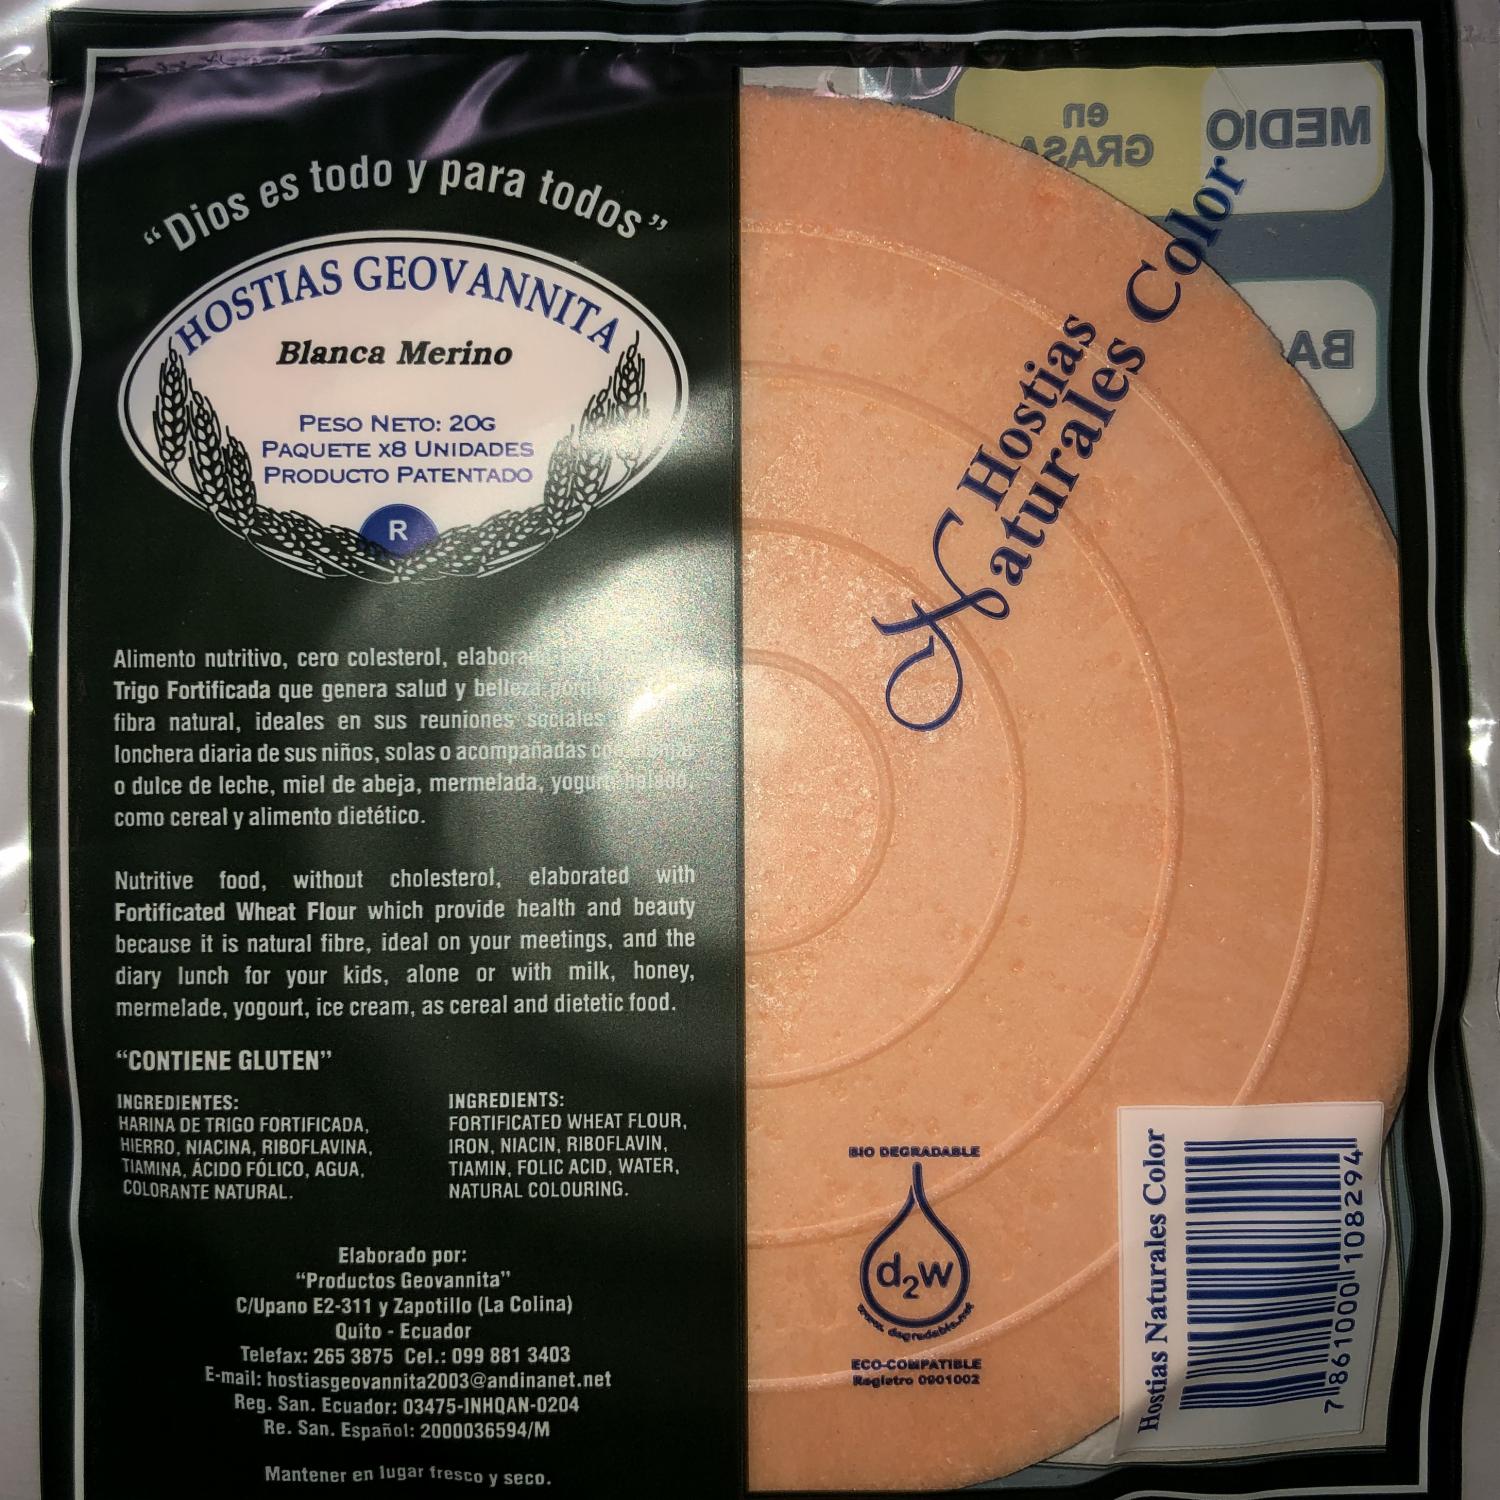 “Dios es todo y para todos”
HOSTIAS GEOVANNITA
Blanca Merino
PESO NETO: 20G
PAQUETE X8 UNIDADES
PRODUCTO PATENTADO
R
Alimento nutritivo, cero colesterol,
Trigo Fortificada que genera salud y belleza
fibra natural, ideales en sus reuniones sociales
lonchera diaria de sus niños, solas o acompañadas
o dulce de leche, miel de abeja, mermelada, yogurt, helado,
como cereal y alimento dietético.
Nutritive food, without cholesterol, elaborated with
Fortificated Wheat Flour which provide health and beauty
because it is natural fibre, ideal on your meetings, and the
diary lunch for your kids, alone or with milk, honey,
mermelade, yogourt, ice cream, as cereal and dietetic food.
“CONTIENE GLUTEN”
INGREDIENTES:
HARINA DE TRIGO FORTIFICADA,
HIERRO, NIACINA, RIBOFLAVINA,
TIAMINA, ÁCIDO FÓLICO, AGUA,
COLORANTE NATURAL.
INGREDIENTS:
FORTIFICATED WHEAT FLOUR,
IRON, NIACIN, RIBOFLAVIN,
TIAMIN, FOLIC ACID, WATER,
NATURAL COLOURING.
Elaborado por:
“Productos Geovannita”
C/Upano E2-311 y Zapotillo (La Colina)
Quito - Ecuador
Telefax: 265 3875 Cel.: 099 881 3403
E-mail: hostiasgeovannita2003@andinanet.net
Reg. San. Ecuador: 03475-INHQAN-0204
Re. San. Español: 2000036594/M
Mantener en lugar fresco y seco.
MEDIO
en
GRASA
Hostias
Naturales Color
BIO DEGRADABLE
d2w
www.degradable.net
ECO-COMPATIBLE
Registro 0901002
Hostias Naturales Color
7861000108294